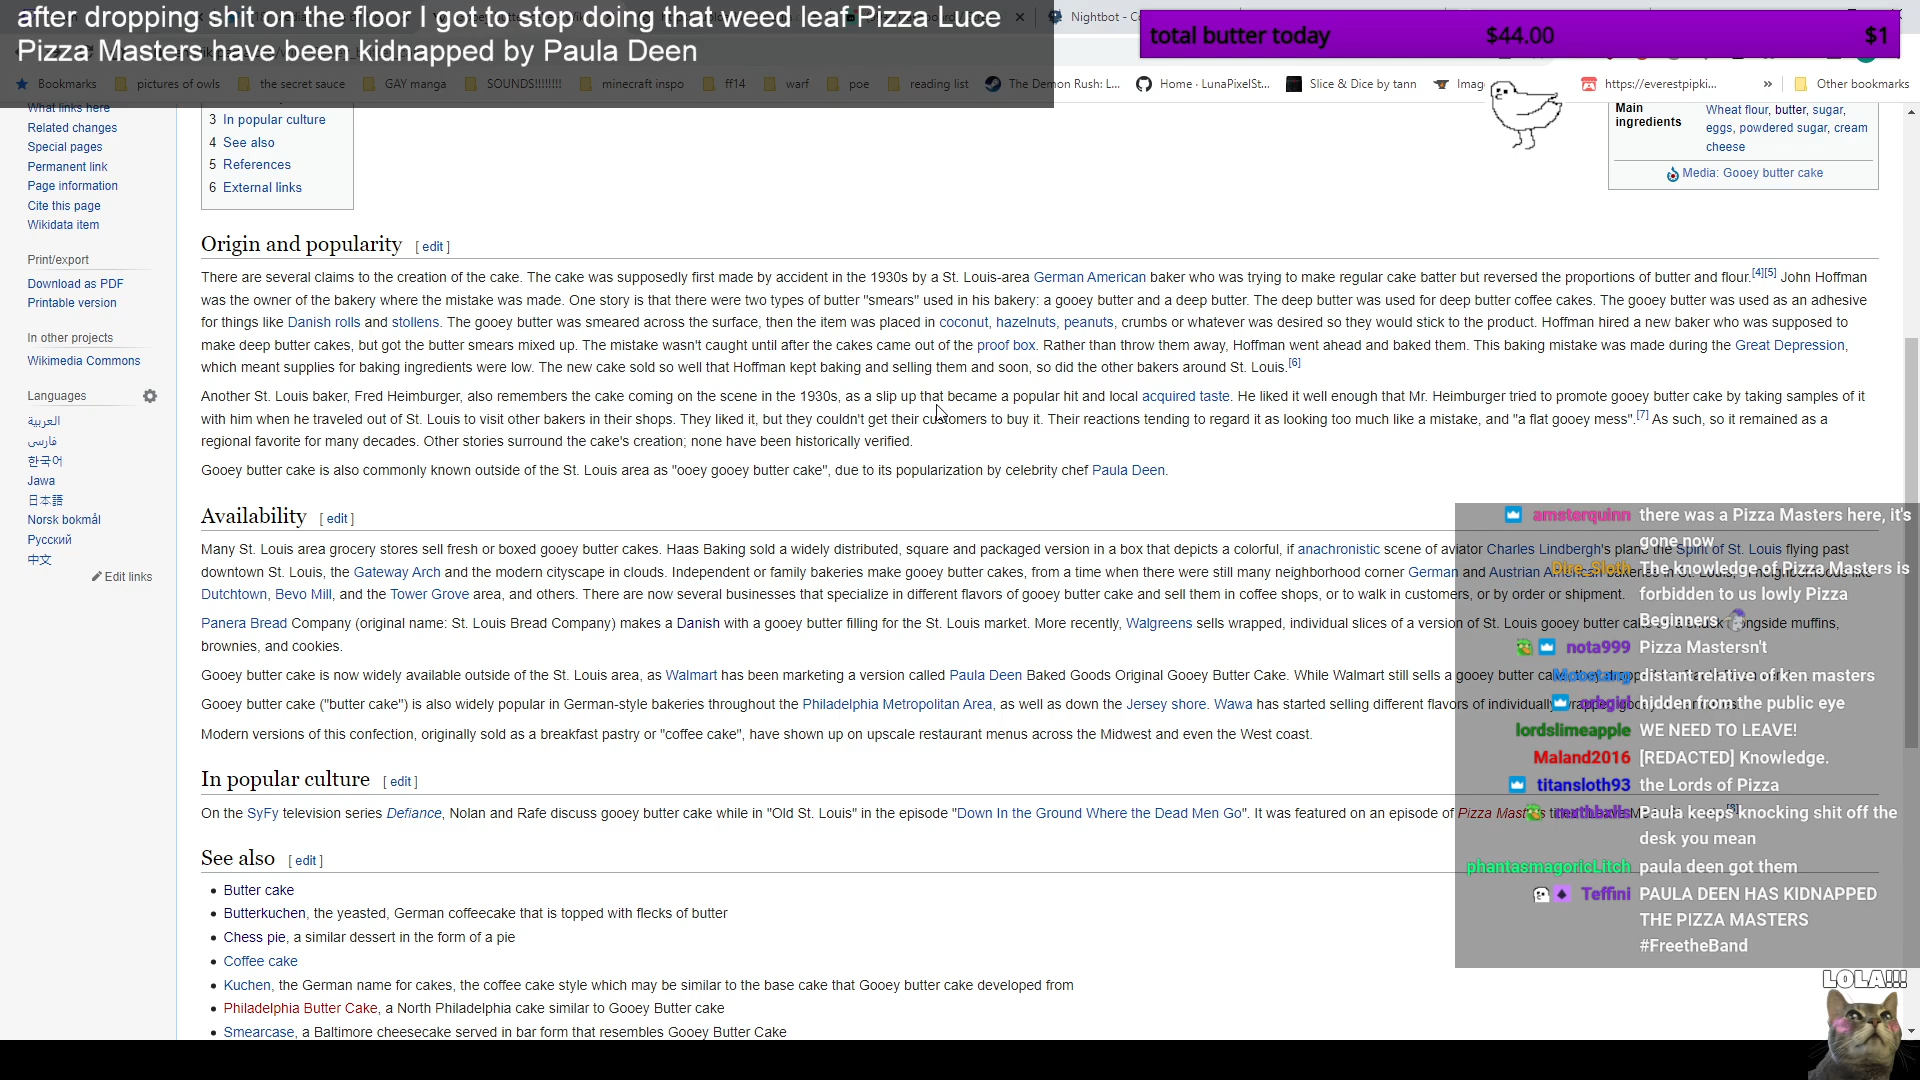 after dropping shit on the floor I got to stop doing that weed leaf Pizza Luce
Pizza Masters have been kidnapped by Paula Deen
Nightbot - C
total butter today $44.00 $1
Bookmarks pictures of owls the secret sauce GAY manga SOUNDS!!!!!!!! minecraft inspo ff14 warf poe reading list The Demon Rush: L... Home · LunaPixelSt... Slice & Dice by tann Imag https://everestpipki... » Other bookmarks
What links here
Related changes
Special pages
Permanent link
Page information
Cite this page
Wikidata item
Print/export
Download as PDF
Printable version
In other projects
Wikimedia Commons
Languages
العربية
فارسی
한국어
Jawa
日本語
Norsk bokmål
Русский
中文
Edit links
3 In popular culture
4 See also
5 References
6 External links
Main ingredients
Wheat flour, butter, sugar,
eggs, powdered sugar, cream
cheese
Media: Gooey butter cake
Origin and popularity [ edit ]
There are several claims to the creation of the cake. The cake was supposedly first made by accident in the 1930s by a St. Louis-area German American baker who was trying to make regular cake batter but reversed the proportions of butter and flour.[4][5] John Hoffman
was the owner of the bakery where the mistake was made. One story is that there were two types of butter "smears" used in his bakery: a gooey butter and a deep butter. The deep butter was used for deep butter coffee cakes. The gooey butter was used as an adhesive
for things like Danish rolls and stollens. The gooey butter was smeared across the surface, then the item was placed in coconut, hazelnuts, peanuts, crumbs or whatever was desired so they would stick to the product. Hoffman hired a new baker who was supposed to
make deep butter cakes, but got the butter smears mixed up. The mistake wasn't caught until after the cakes came out of the proof box. Rather than throw them away, Hoffman went ahead and baked them. This baking mistake was made during the Great Depression,
which meant supplies for baking ingredients were low. The new cake sold so well that Hoffman kept baking and selling them and soon, so did the other bakers around St. Louis.[6]
Another St. Louis baker, Fred Heimburger, also remembers the cake coming on the scene in the 1930s, as a slip up that became a popular hit and local acquired taste. He liked it well enough that Mr. Heimburger tried to promote gooey butter cake by taking samples of it
with him when he traveled out of St. Louis to visit other bakers in their shops. They liked it, but they couldn't get their customers to buy it. Their reactions tending to regard it as looking too much like a mistake, and "a flat gooey mess".[7] As such, so it remained as a
regional favorite for many decades. Other stories surround the cake's creation; none have been historically verified.
Gooey butter cake is also commonly known outside of the St. Louis area as "ooey gooey butter cake", due to its popularization by celebrity chef Paula Deen.
Availability [ edit ]
Many St. Louis area grocery stores sell fresh or boxed gooey butter cakes. Haas Baking sold a widely distributed, square and packaged version in a box that depicts a colorful, if anachronistic scene of aviator Charles Lindbergh's plane the Spirit of St. Louis flying past
downtown St. Louis, the Gateway Arch and the modern cityscape in clouds. Independent or family bakeries make gooey butter cakes, from a time when there were still many neighborhood corner German and Austrian American bakeries in St. Louis, neighborhoods like
Dutchtown, Bevo Mill, and the Tower Grove area, and others. There are now several businesses that specialize in different flavors of gooey butter cake and sell them in coffee shops, or to walk in customers, or by order or shipment.
Panera Bread Company (original name: St. Louis Bread Company) makes a Danish with a gooey butter filling for the St. Louis market. More recently, Walgreens sells wrapped, individual slices of a version of St. Louis gooey butter alongside muffins,
brownies, and cookies.
Gooey butter cake is now widely available outside of the St. Louis area, as Walmart has been marketing a version called Paula Deen Baked Goods Original Gooey Butter Cake. While Walmart still sells a gooey butter
Gooey butter cake ("butter cake") is also widely popular in German-style bakeries throughout the Philadelphia Metropolitan Area, as well as down the Jersey shore. Wawa has started selling different flavors of individually
Modern versions of this confection, originally sold as a breakfast pastry or "coffee cake", have shown up on upscale restaurant menus across the Midwest and even the West coast.
In popular culture [ edit ]
On the SyFy television series Defiance, Nolan and Rafe discuss gooey butter cake while in "Old St. Louis" in the episode "Down In the Ground Where the Dead Men Go". It was featured on an episode of Pizza
See also [ edit ]
Butter cake
Butterkuchen, the yeasted, German coffeecake that is topped with flecks of butter
Chess pie, a similar dessert in the form of a pie
Coffee cake
Kuchen, the German name for cakes, the coffee cake style which may be similar to the base cake that Gooey butter cake developed from
Philadelphia Butter Cake, a North Philadelphia cake similar to Gooey Butter cake
Smearcase, a Baltimore cheesecake served in bar form that resembles Gooey Butter Cake
amsterquinn there was a Pizza Masters here, it's
gone now
Dire_Sloth The knowledge of Pizza Masters is
forbidden to us lowly Pizza
Beginners
nota999 Pizza Mastersn't
distant relative of ken masters
orbgirl hidden from the public eye
lordslimeapple WE NEED TO LEAVE!
Maland2016 [REDACTED] Knowledge.
titansloth93 the Lords of Pizza
Paula keeps knocking shit off the
desk you mean
phantasmagoricLitch paula deen got them
Teffini PAULA DEEN HAS KIDNAPPED
THE PIZZA MASTERS
#FreetheBand
LOLA!!!